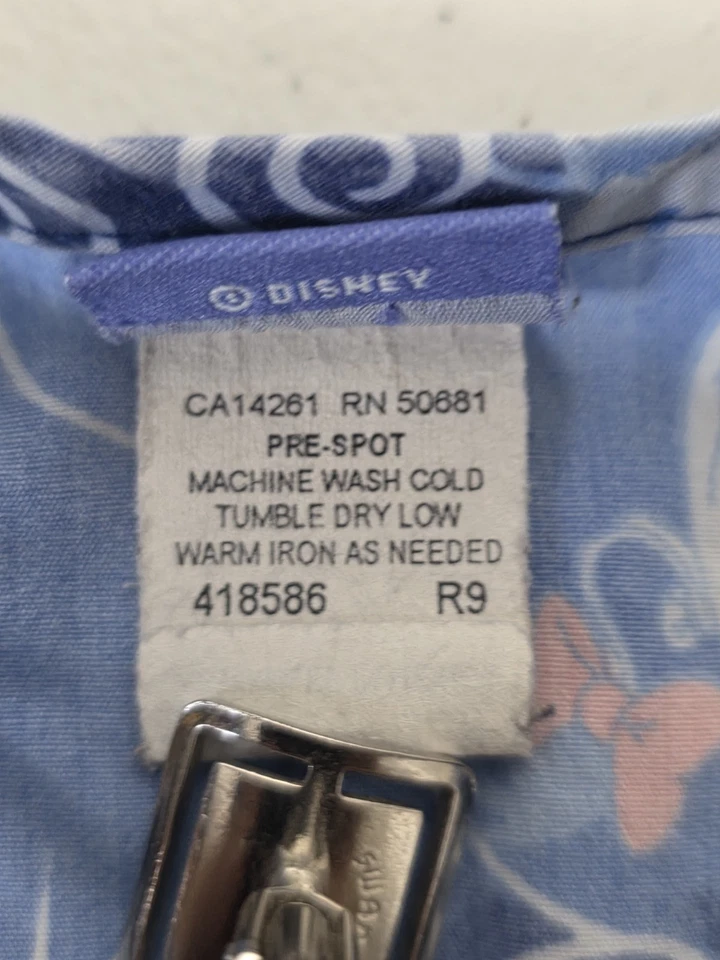 © DISNEY
CA14261 RN 50681
PRE-SPOT
MACHINE WASH COLD
TUMBLE DRY LOW
WARM IRON AS NEEDED
418586 R9